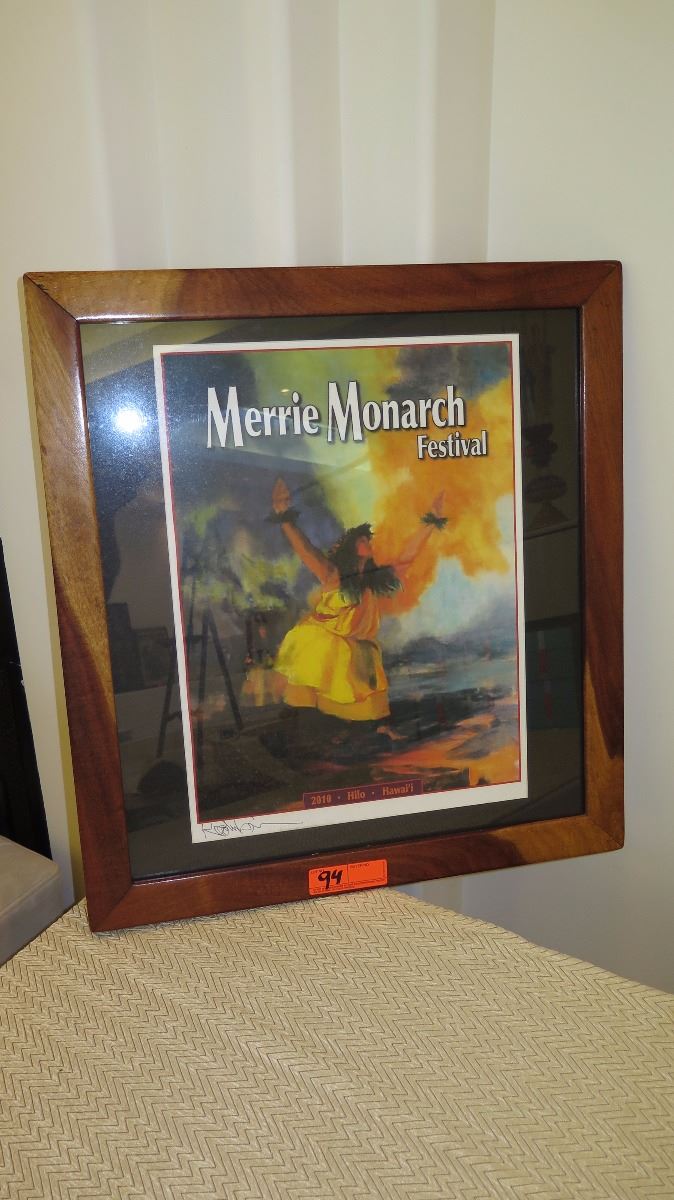 Merrie Monarch
Festival
2010 • Hilo • Hawai'i
94